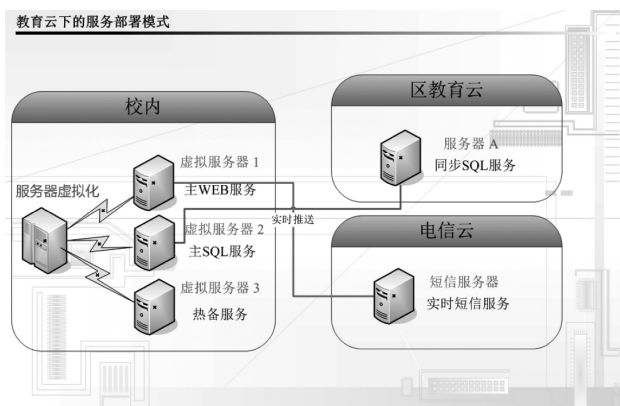 教育云下的服务部署模式
校内
服务器虚拟化
虚拟服务器 1
主WEB服务
虚拟服务器 2
主SQL服务
虚拟服务器 3
热备服务
实时推送
区教育云
服务器 A
同步SQL服务
电信云
短信服务器
实时短信服务